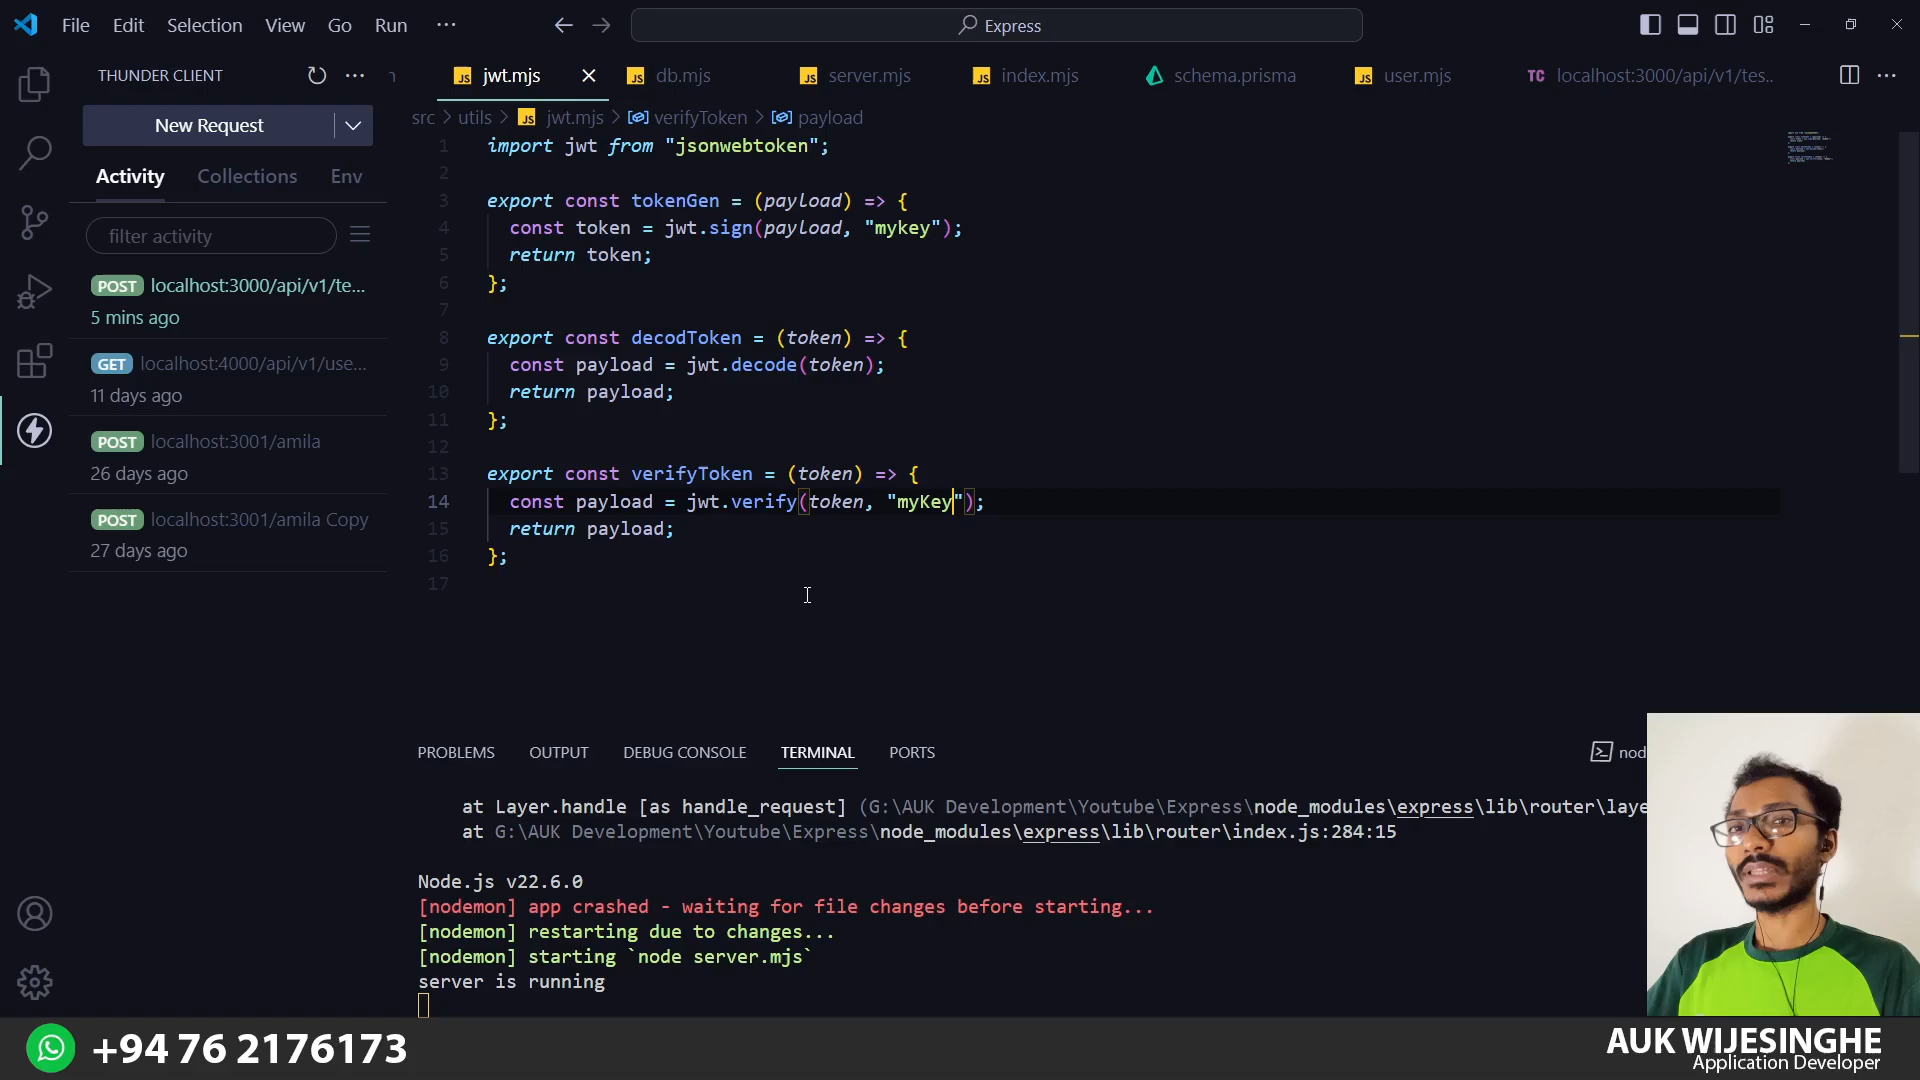 File Edit Selection View Go Run ...
Express
THUNDER CLIENT
jwt.mjs
db.mjs
server.mjs
index.mjs
schema.prisma
user.mjs
TC localhost:3000/api/v1/tes..
New Request
src > utils > JS jwt.mjs > verifyToken > payload
Activity Collections Env
filter activity
POST localhost:3000/api/v1/te...
5 mins ago
GET localhost:4000/api/v1/use...
11 days ago
POST localhost:3001/amila
26 days ago
POST localhost:3001/amila Copy
27 days ago
1 import jwt from "jsonwebtoken";
2
3 export const tokenGen = (payload) => {
4 const token = jwt.sign(payload, "mykey");
5 return token;
6 };
7
8 export const decodToken = (token) => {
9 const payload = jwt.decode(token);
10 return payload;
11 };
12
13 export const verifyToken = (token) => {
14 const payload = jwt.verify(token, "myKey");
15 return payload;
16 };
17
PROBLEMS OUTPUT DEBUG CONSOLE TERMINAL PORTS
nod
at Layer.handle [as handle_request] (G:\AUK Development\Youtube\Express\node_modules\express\lib\router\laye
at G:\AUK Development\Youtube\Express\node_modules\express\lib\router\index.js:284:15
Node.js v22.6.0
[nodemon] app crashed - waiting for file changes before starting...
[nodemon] restarting due to changes...
[nodemon] starting `node server.mjs`
server is running
+94 76 2176173
AUK WIJESINGHE
Application Developer